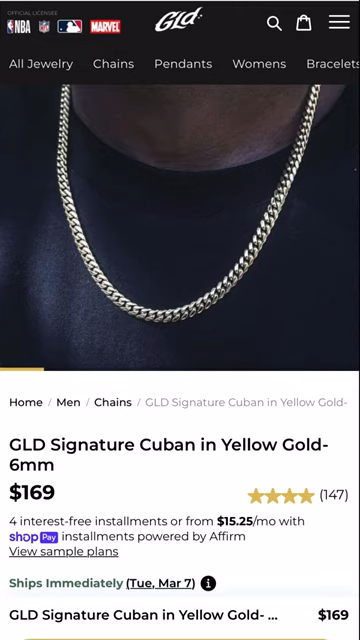 OFFICIAL LICENSEE
NBA NFL MLB MARVEL
GLD
All Jewelry Chains Pendants Womens Bracelets
Home / Men / Chains / GLD Signature Cuban in Yellow Gold-
GLD Signature Cuban in Yellow Gold-
6mm
$169
(147)
4 interest-free installments or from $15.25/mo with
shop Pay installments powered by Affirm
View sample plans
Ships Immediately (Tue, Mar 7) i
GLD Signature Cuban in Yellow Gold- ... $169